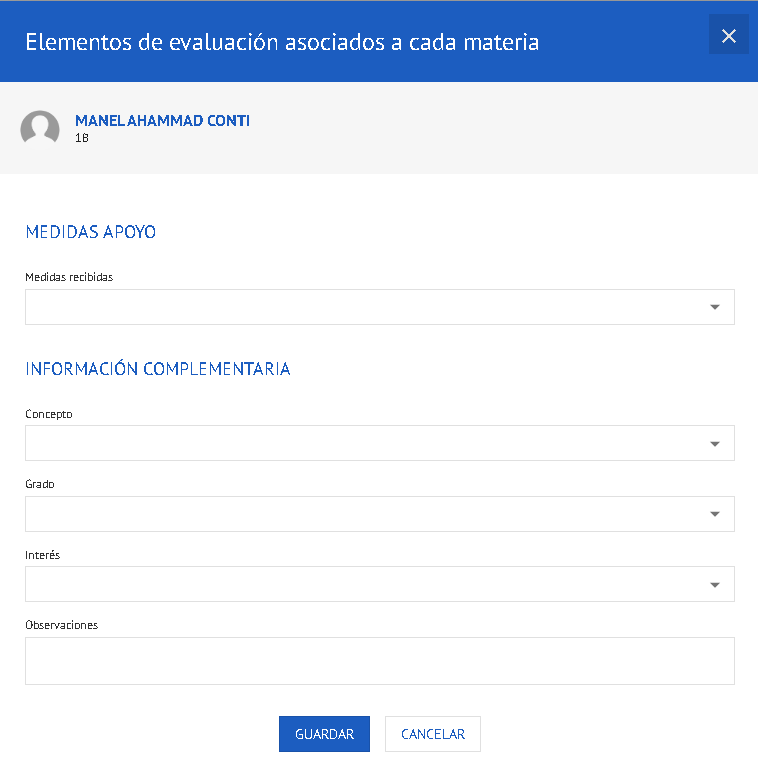 Elementos de evaluación asociados a cada materia
MANEL AHAMMAD CONTI
1B
MEDIDAS APOYO
Medidas recibidas
INFORMACIÓN COMPLEMENTARIA
Concepto
Grado
Interés
Observaciones
GUARDAR
CANCELAR